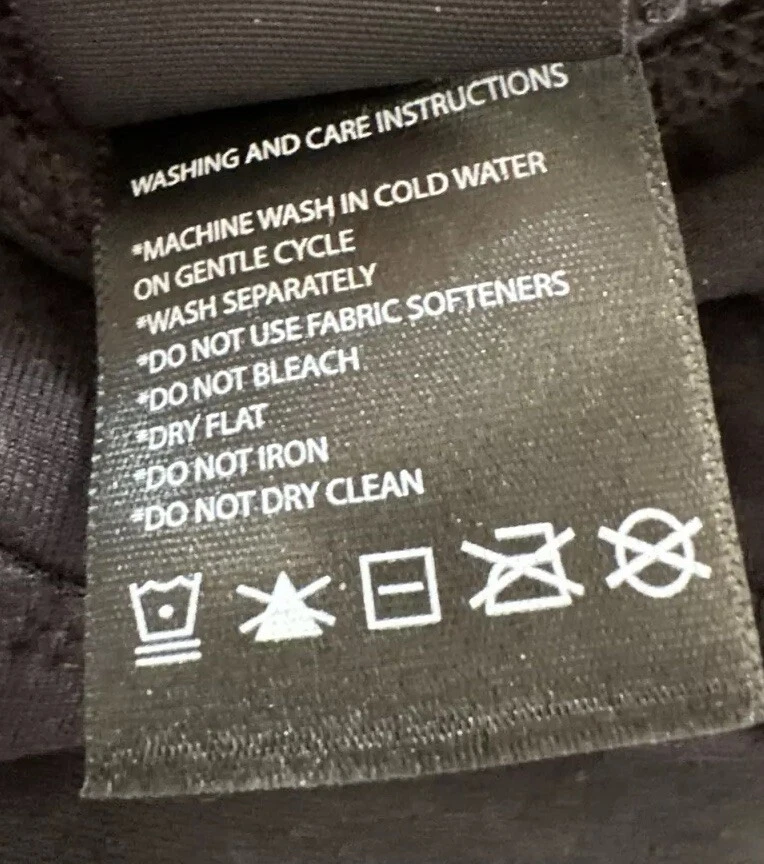 WASHING AND CARE INSTRUCTIONS
*MACHINE WASH IN COLD WATER
ON GENTLE CYCLE
*WASH SEPARATELY
*DO NOT USE FABRIC SOFTENERS
*DO NOT BLEACH
*DRY FLAT
*DO NOT IRON
*DO NOT DRY CLEAN